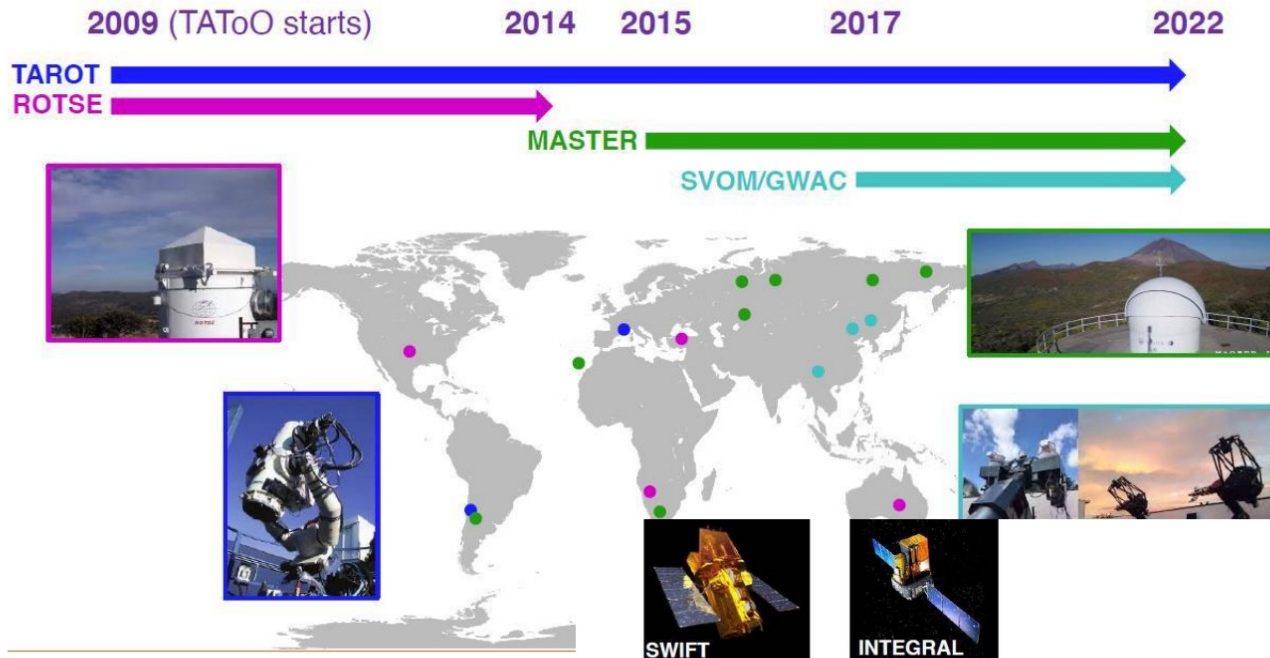 2009 (TAToO starts) 2014 2015 2017 2022
TAROT
ROTSE
MASTER
SVOM/GWAC
ROTSE
SWIFT
INTEGRAL